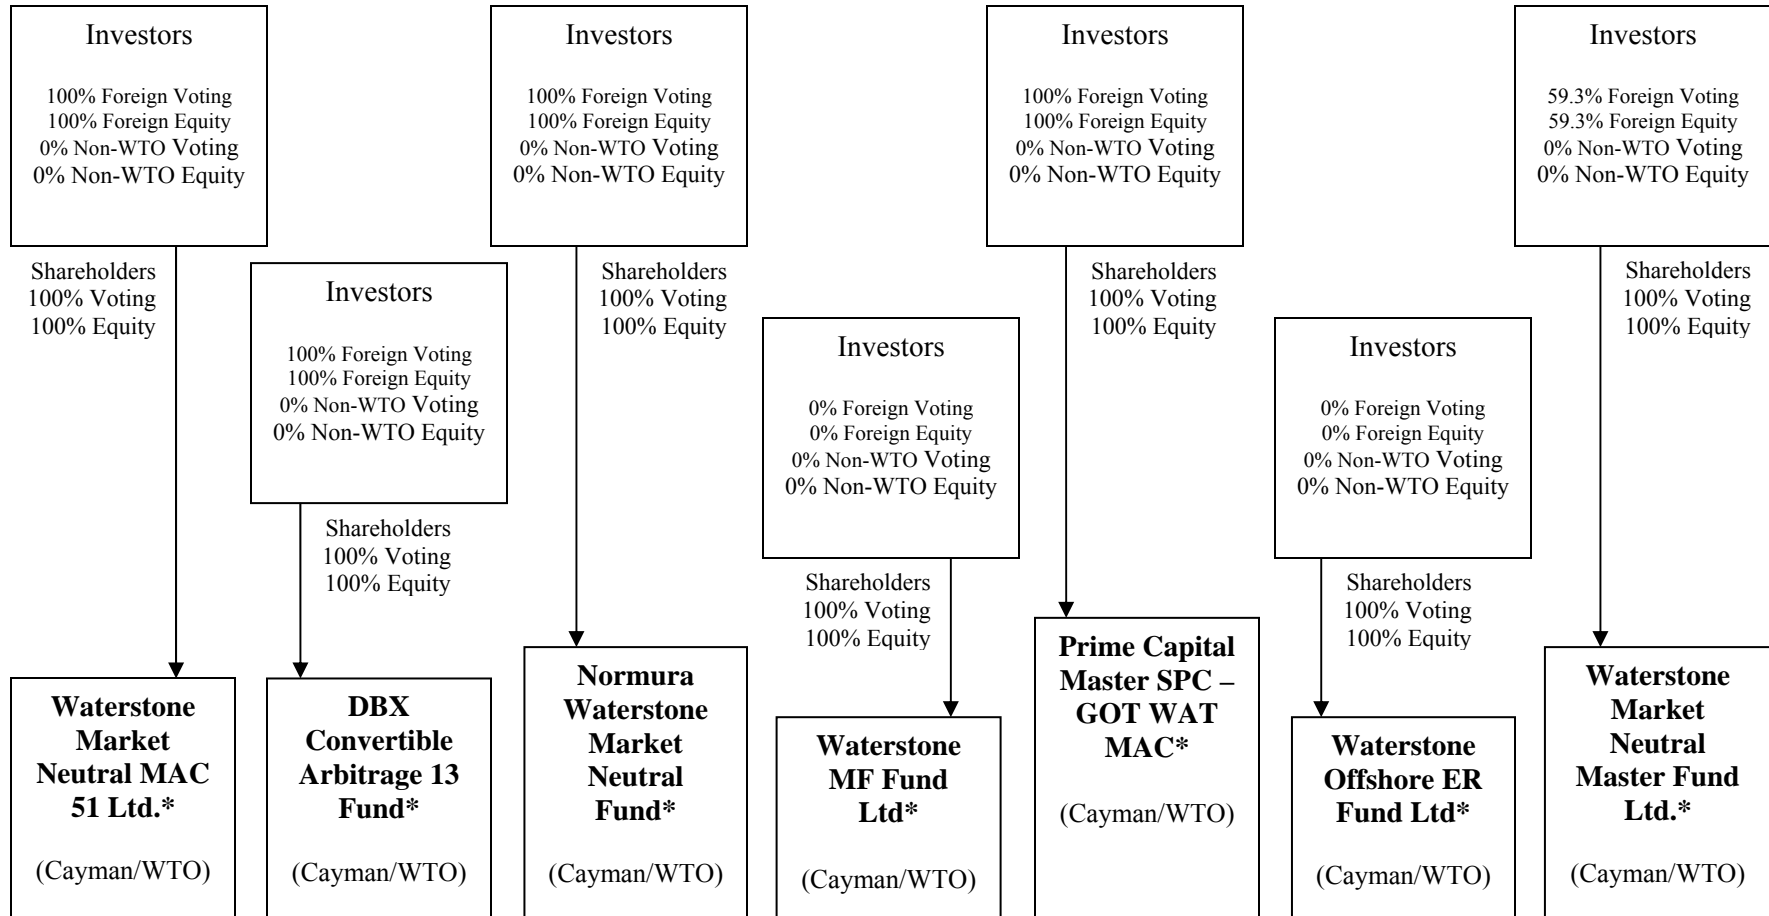 Investors
100% Foreign Voting
100% Foreign Equity
0% Non-WTO Voting
0% Non-WTO Equity
Shareholders
100% Voting
100% Equity
Waterstone
Market
Neutral MAC
51 Ltd.*
(Cayman/WTO)
Investors
100% Foreign Voting
100% Foreign Equity
0% Non-WTO Voting
0% Non-WTO Equity
Shareholders
100% Voting
100% Equity
DBX
Convertible
Arbitrage 13
Fund*
(Cayman/WTO)
Investors
100% Foreign Voting
100% Foreign Equity
0% Non-WTO Voting
0% Non-WTO Equity
Shareholders
100% Voting
100% Equity
Normura
Waterstone
Market
Neutral
Fund*
(Cayman/WTO)
Investors
0% Foreign Voting
0% Foreign Equity
0% Non-WTO Voting
0% Non-WTO Equity
Shareholders
100% Voting
100% Equity
Waterstone
MF Fund
Ltd*
(Cayman/WTO)
Investors
100% Foreign Voting
100% Foreign Equity
0% Non-WTO Voting
0% Non-WTO Equity
Shareholders
100% Voting
100% Equity
Prime Capital
Master SPC –
GOT WAT
MAC*
(Cayman/WTO)
Investors
0% Foreign Voting
0% Foreign Equity
0% Non-WTO Voting
0% Non-WTO Equity
Shareholders
100% Voting
100% Equity
Waterstone
Offshore ER
Fund Ltd*
(Cayman/WTO)
Investors
59.3% Foreign Voting
59.3% Foreign Equity
0% Non-WTO Voting
0% Non-WTO Equity
Shareholders
100% Voting
100% Equity
Waterstone
Market
Neutral
Master Fund
Ltd.*
(Cayman/WTO)